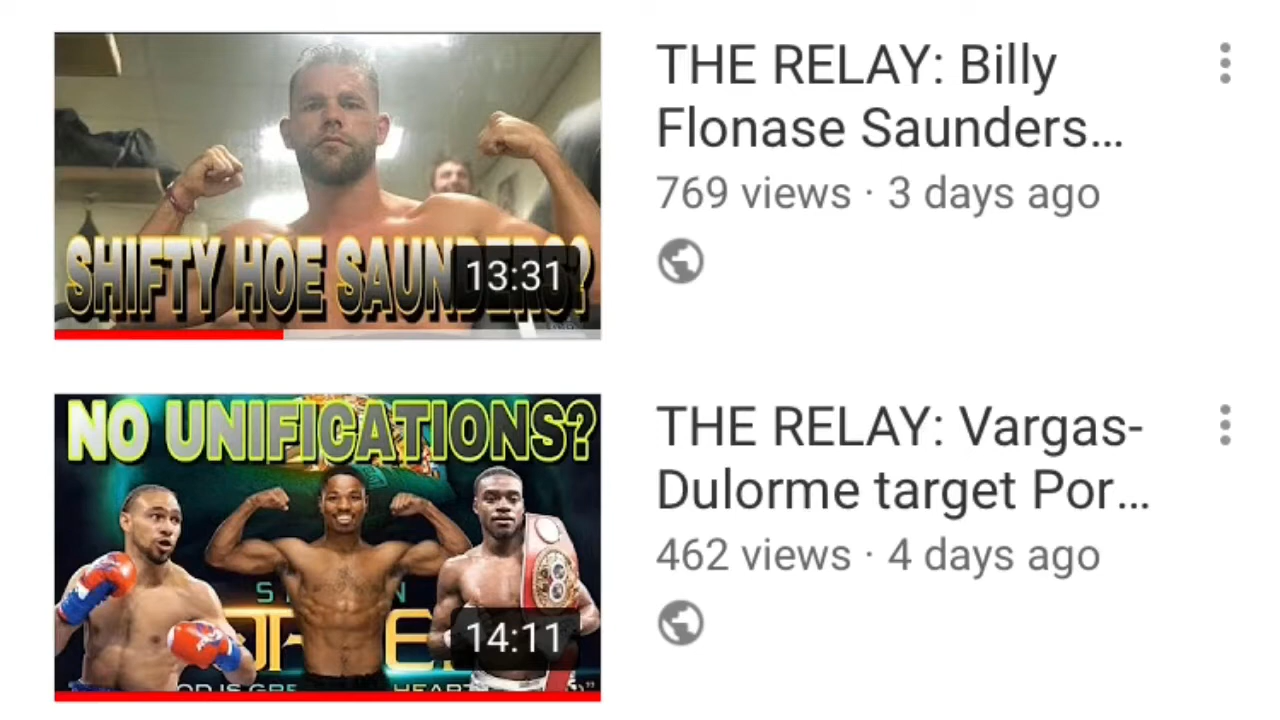 THE RELAY: Billy
Flonase Saunders...
769 views · 3 days ago
SHIFTY HOE SAUNDERS?
13:31
NO UNIFICATIONS?
THE RELAY: Vargas-
Dulorme target Por...
462 views · 4 days ago
14:11